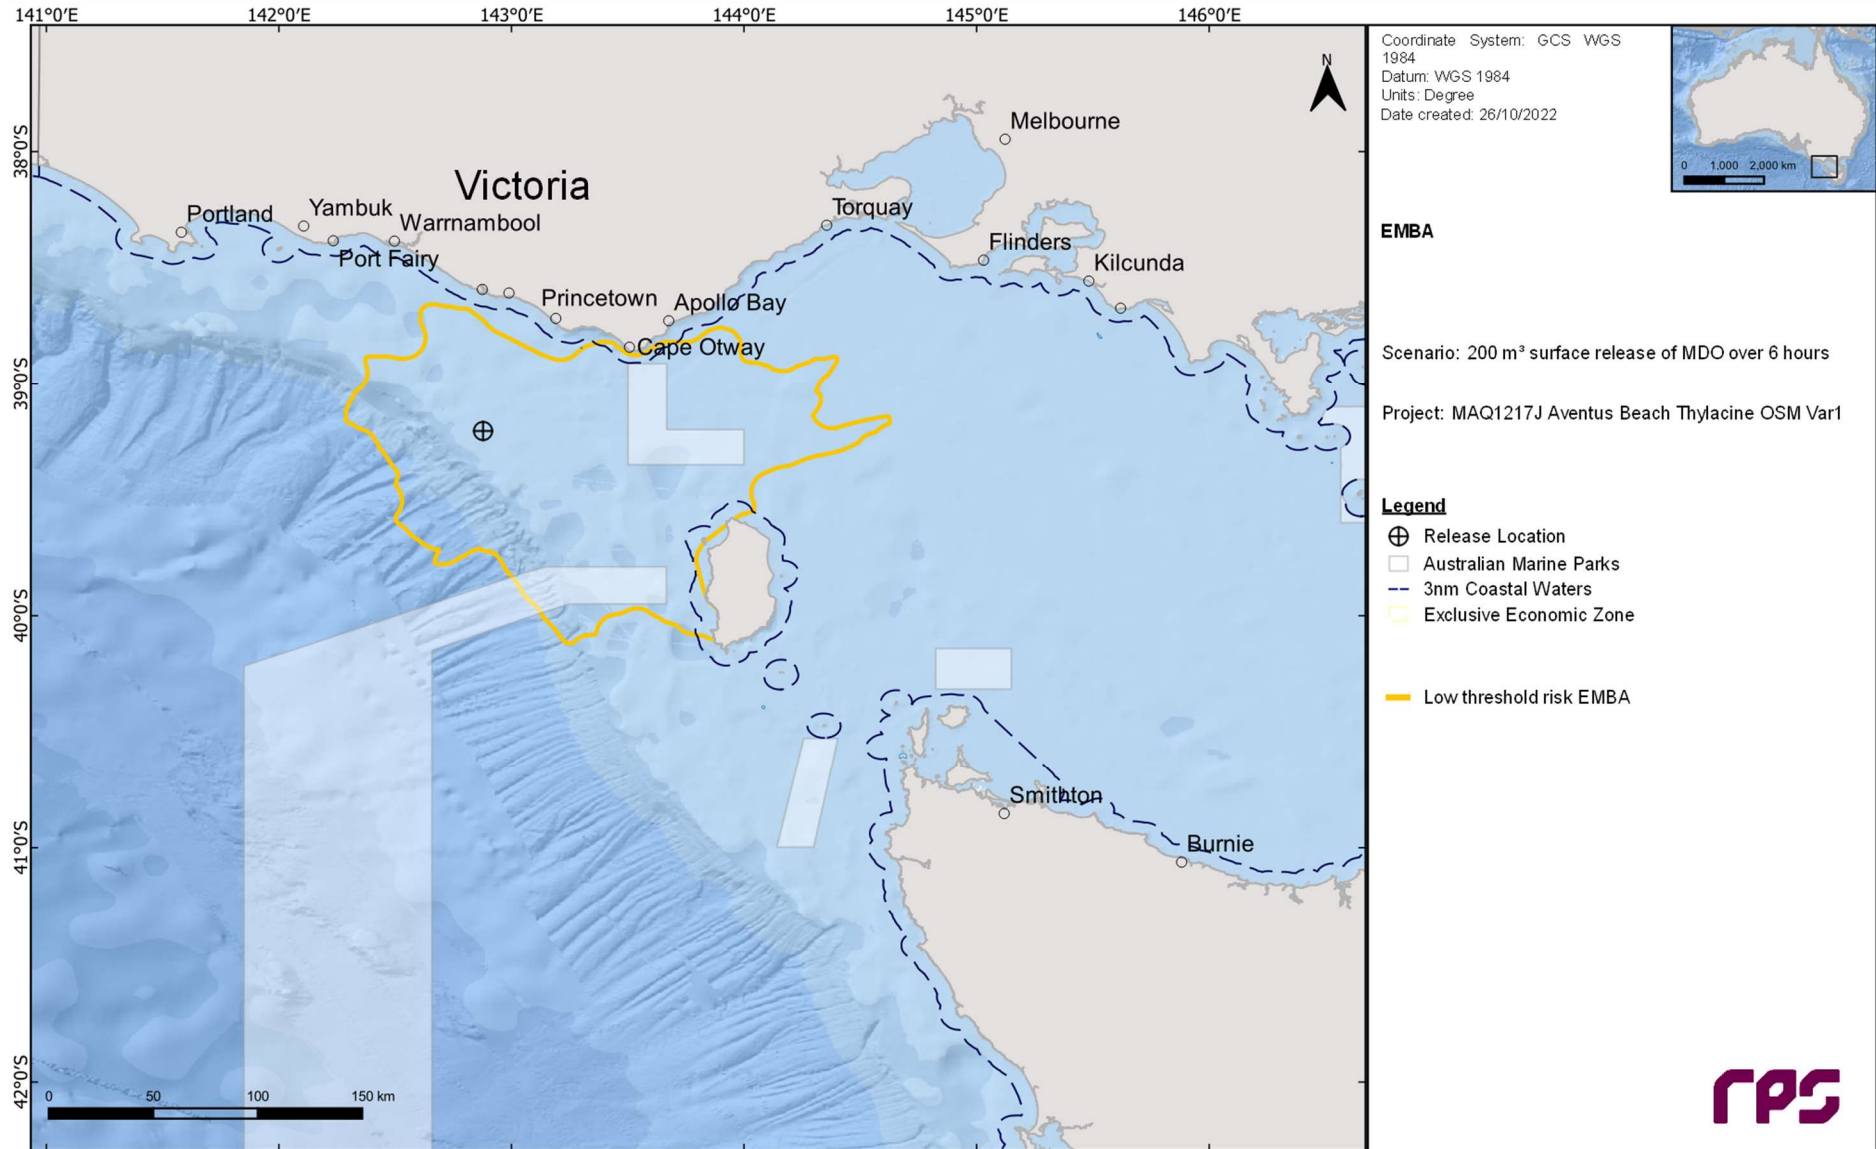 141°0'E 142°0'E 143°0'E 144°0'E 145°0'E 146°0'E
38°0'S
39°0'S
40°0'S
41°0'S
42°0'S
N
Melbourne
Victoria
Portland
Yambuk
Warrnambool
Port Fairy
Torquay
Flinders
Kilcunda
Princetown
Apollo Bay
Cape Otway
Smithton
Burnie
0 50 100 150 km
Coordinate System: GCS WGS
1984
Datum: WGS 1984
Units: Degree
Date created: 26/10/2022
0 1,000 2,000 km
EMBA
Scenario: 200 m³ surface release of MDO over 6 hours
Project: MAQ1217J Aventus Beach Thylacine OSM Var1
Legend
Release Location
Australian Marine Parks
3nm Coastal Waters
Exclusive Economic Zone
Low threshold risk EMBA
rps